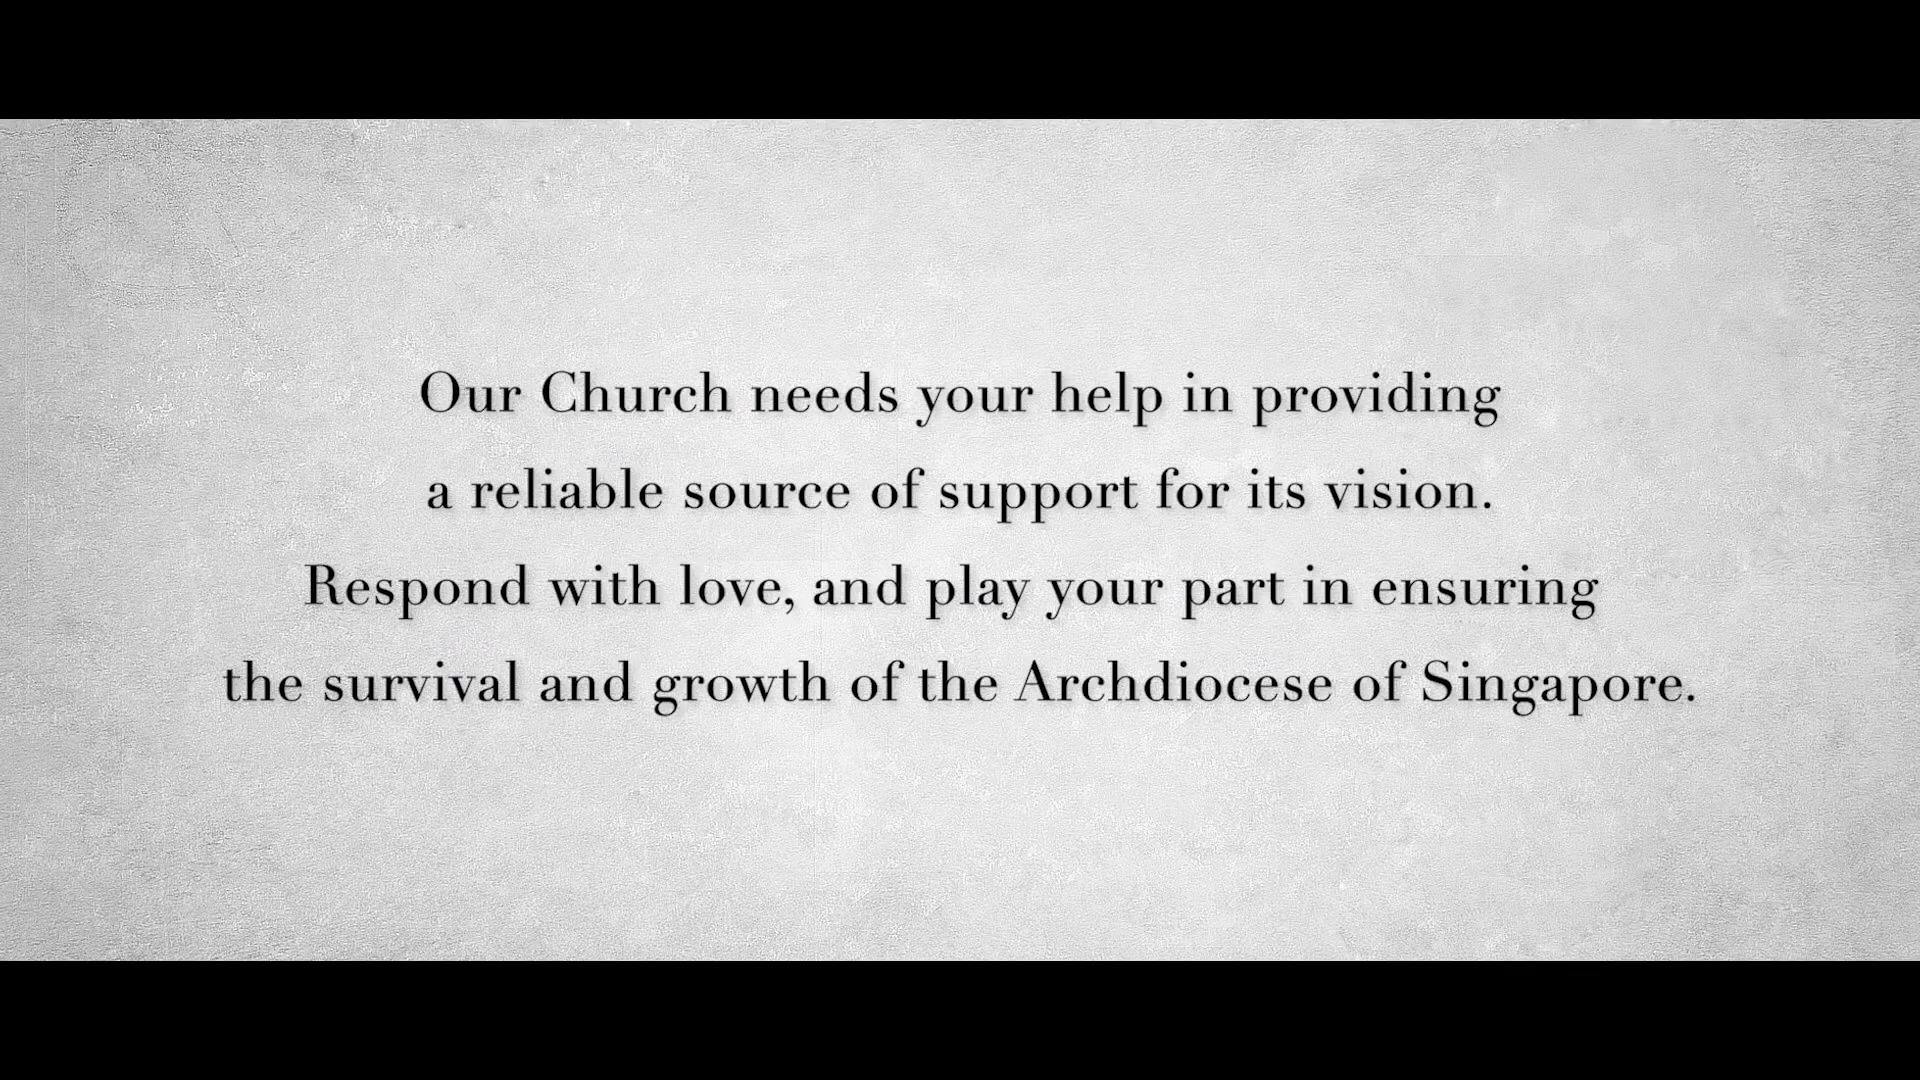 Our Church needs your help in providing
a reliable source of support for its vision.
Respond with love, and play your part in ensuring
the survival and growth of the Archdiocese of Singapore.